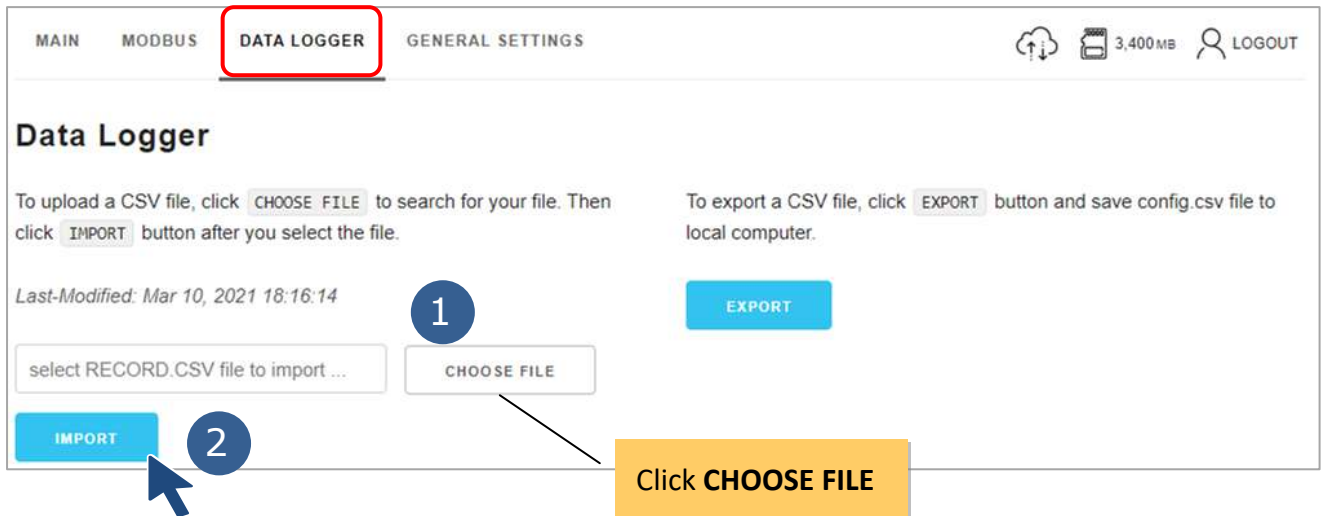 MAIN MODBUS DATA LOGGER GENERAL SETTINGS 3,400 MB LOGOUT
Data Logger
To upload a CSV file, click CHOOSE FILE to search for your file. Then
click IMPORT button after you select the file.
To export a CSV file, click EXPORT button and save config.csv file to
local computer.
Last-Modified: Mar 10, 2021 18:16:14
1
EXPORT
select RECORD.CSV file to import ...
CHOOSE FILE
IMPORT
2
Click CHOOSE FILE